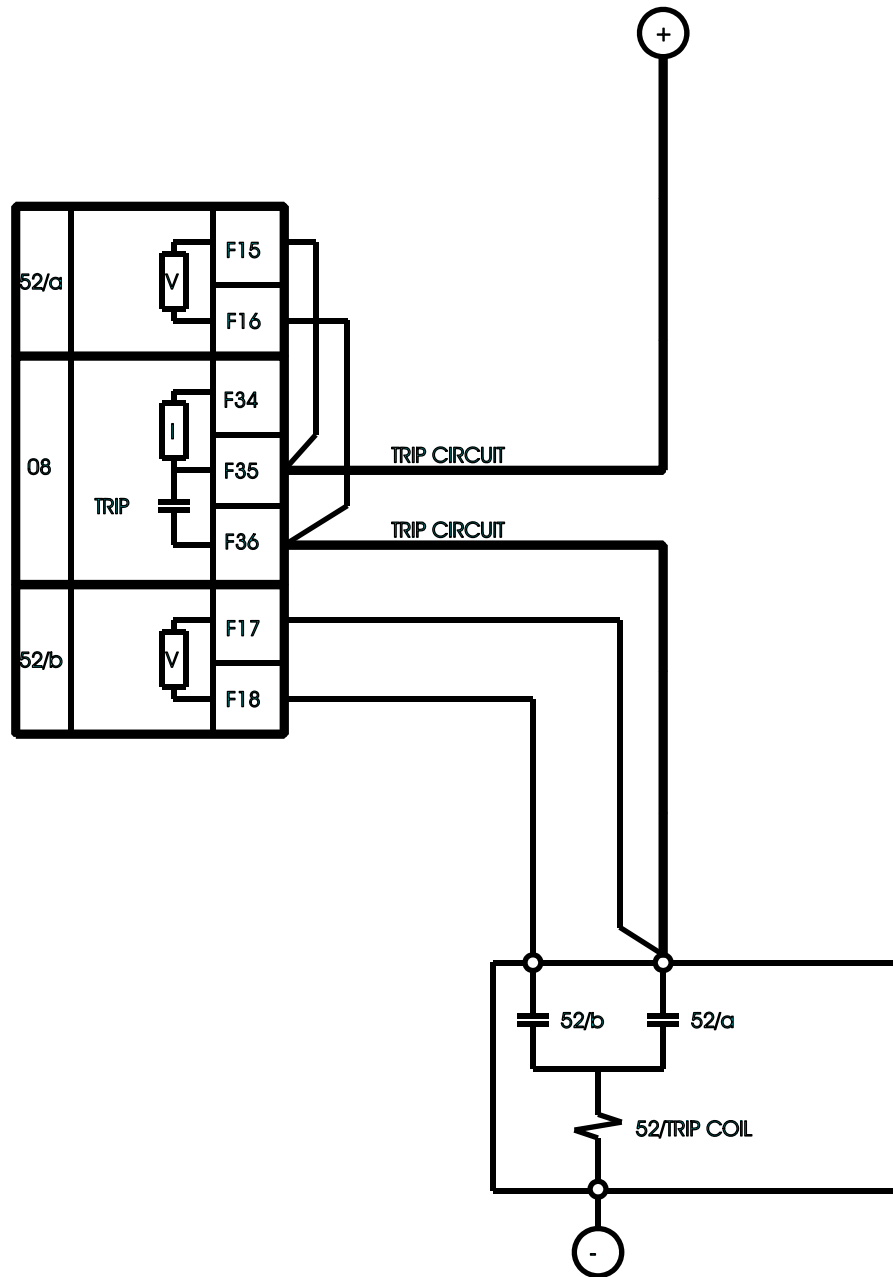 +
F15
52/a
V
F16
F34
I
08
F35
TRIP CIRCUIT
TRIP
F36
TRIP CIRCUIT
F17
52/b
V
F18
52/b
52/a
52/TRIP COIL
-